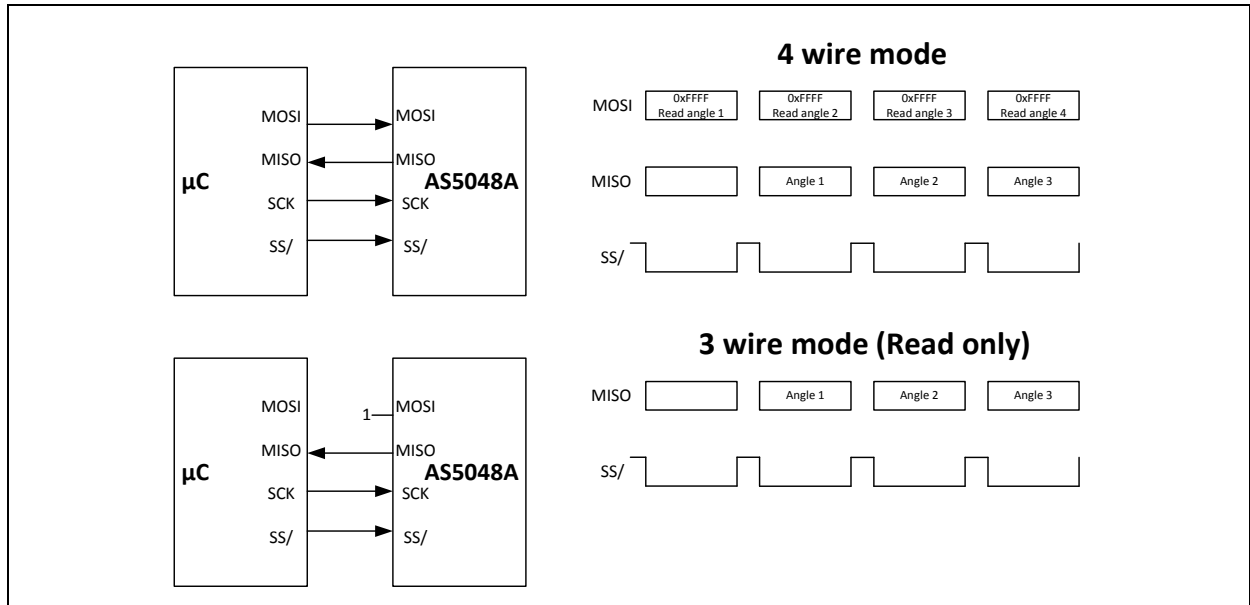 4 wire mode
MOSI
0xFFFF
Read angle 1
0xFFFF
Read angle 2
0xFFFF
Read angle 3
0xFFFF
Read angle 4
MISO
Angle 1
Angle 2
Angle 3
SS/
µC
MOSI
MISO
SCK
SS/
AS5048A
MOSI
MISO
SCK
SS/
3 wire mode (Read only)
MISO
Angle 1
Angle 2
Angle 3
SS/
µC
MOSI
MISO
SCK
SS/
1
AS5048A
MOSI
MISO
SCK
SS/